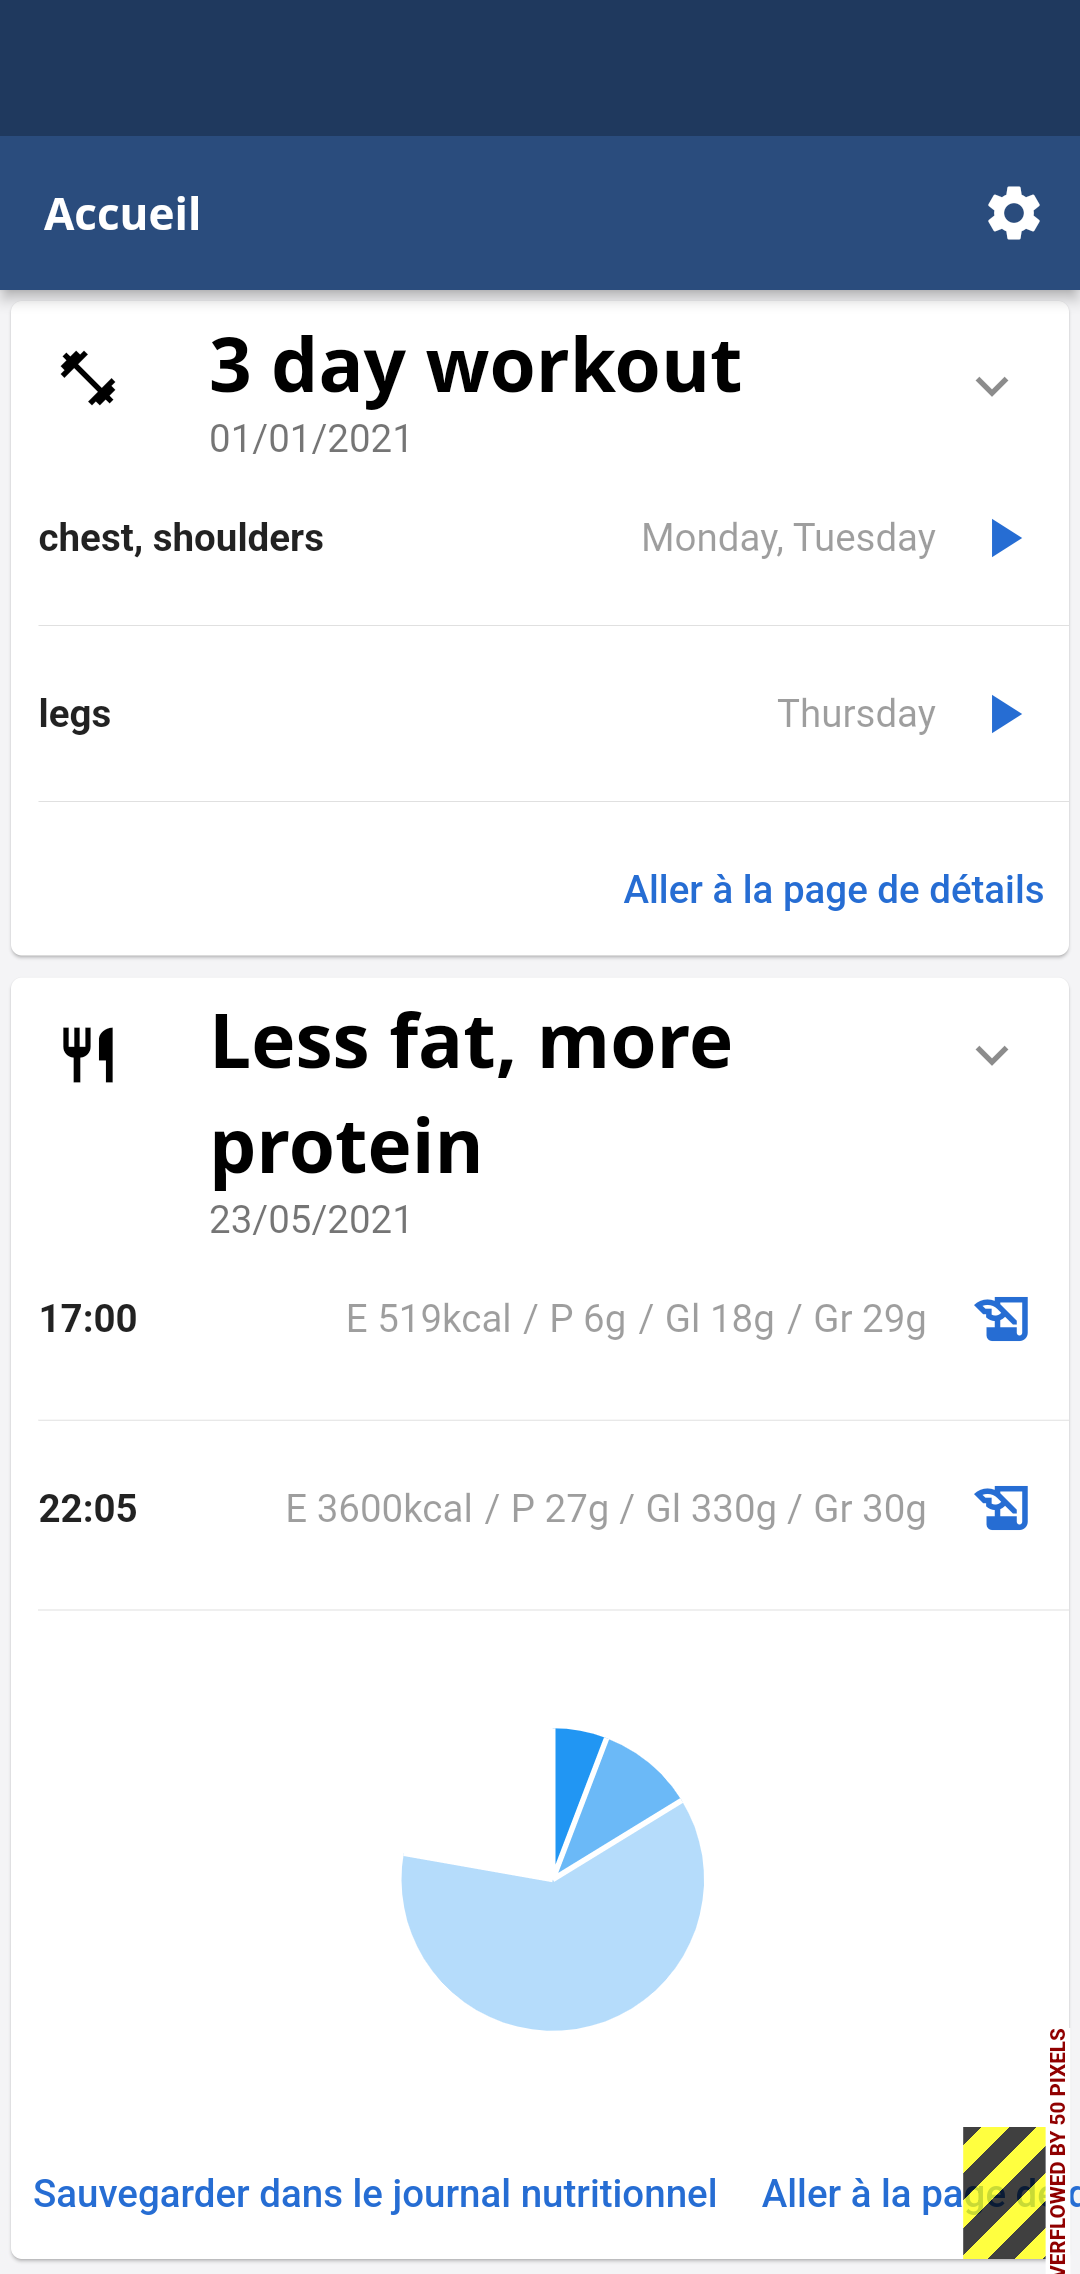 Accueil
3 day workout
01/01/2021
chest, shoulders Monday, Tuesday
legs Thursday
Aller à la page de détails
Less fat, more
protein
23/05/2021
17:00 E 519kcal / P 6g / Gl 18g / Gr 29g
22:05 E 3600kcal / P 27g / Gl 330g / Gr 30g
VERFLOWED BY 50 PIXELS
Sauvegarder dans le journal nutritionnel Aller à la page de d